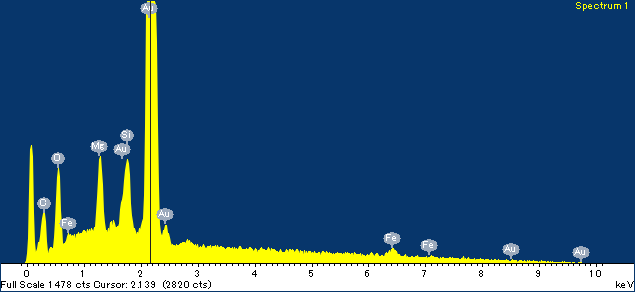 Spectrum 1
Au
Si
Mg
Au
O
C
Fe
Au
Fe
Fe
Au
Au
0 1 2 3 4 5 6 7 8 9 10
Full Scale 1478 cts Cursor: 2.139 (2820 cts) keV